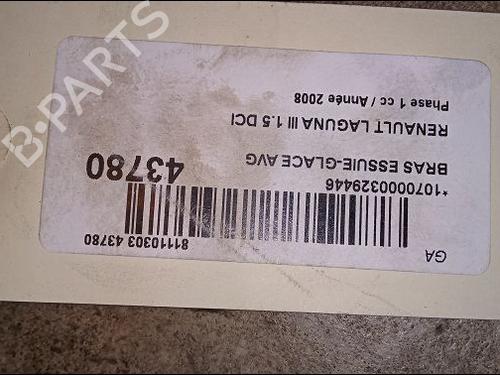 B-PARTS
GA
*1070000329446
BRAS ESSUIE-GLACE AVG
43780
RENAULT LAGUNA III 1.5 DCI
Phase 1 cc / Année 2008
81110303 43780